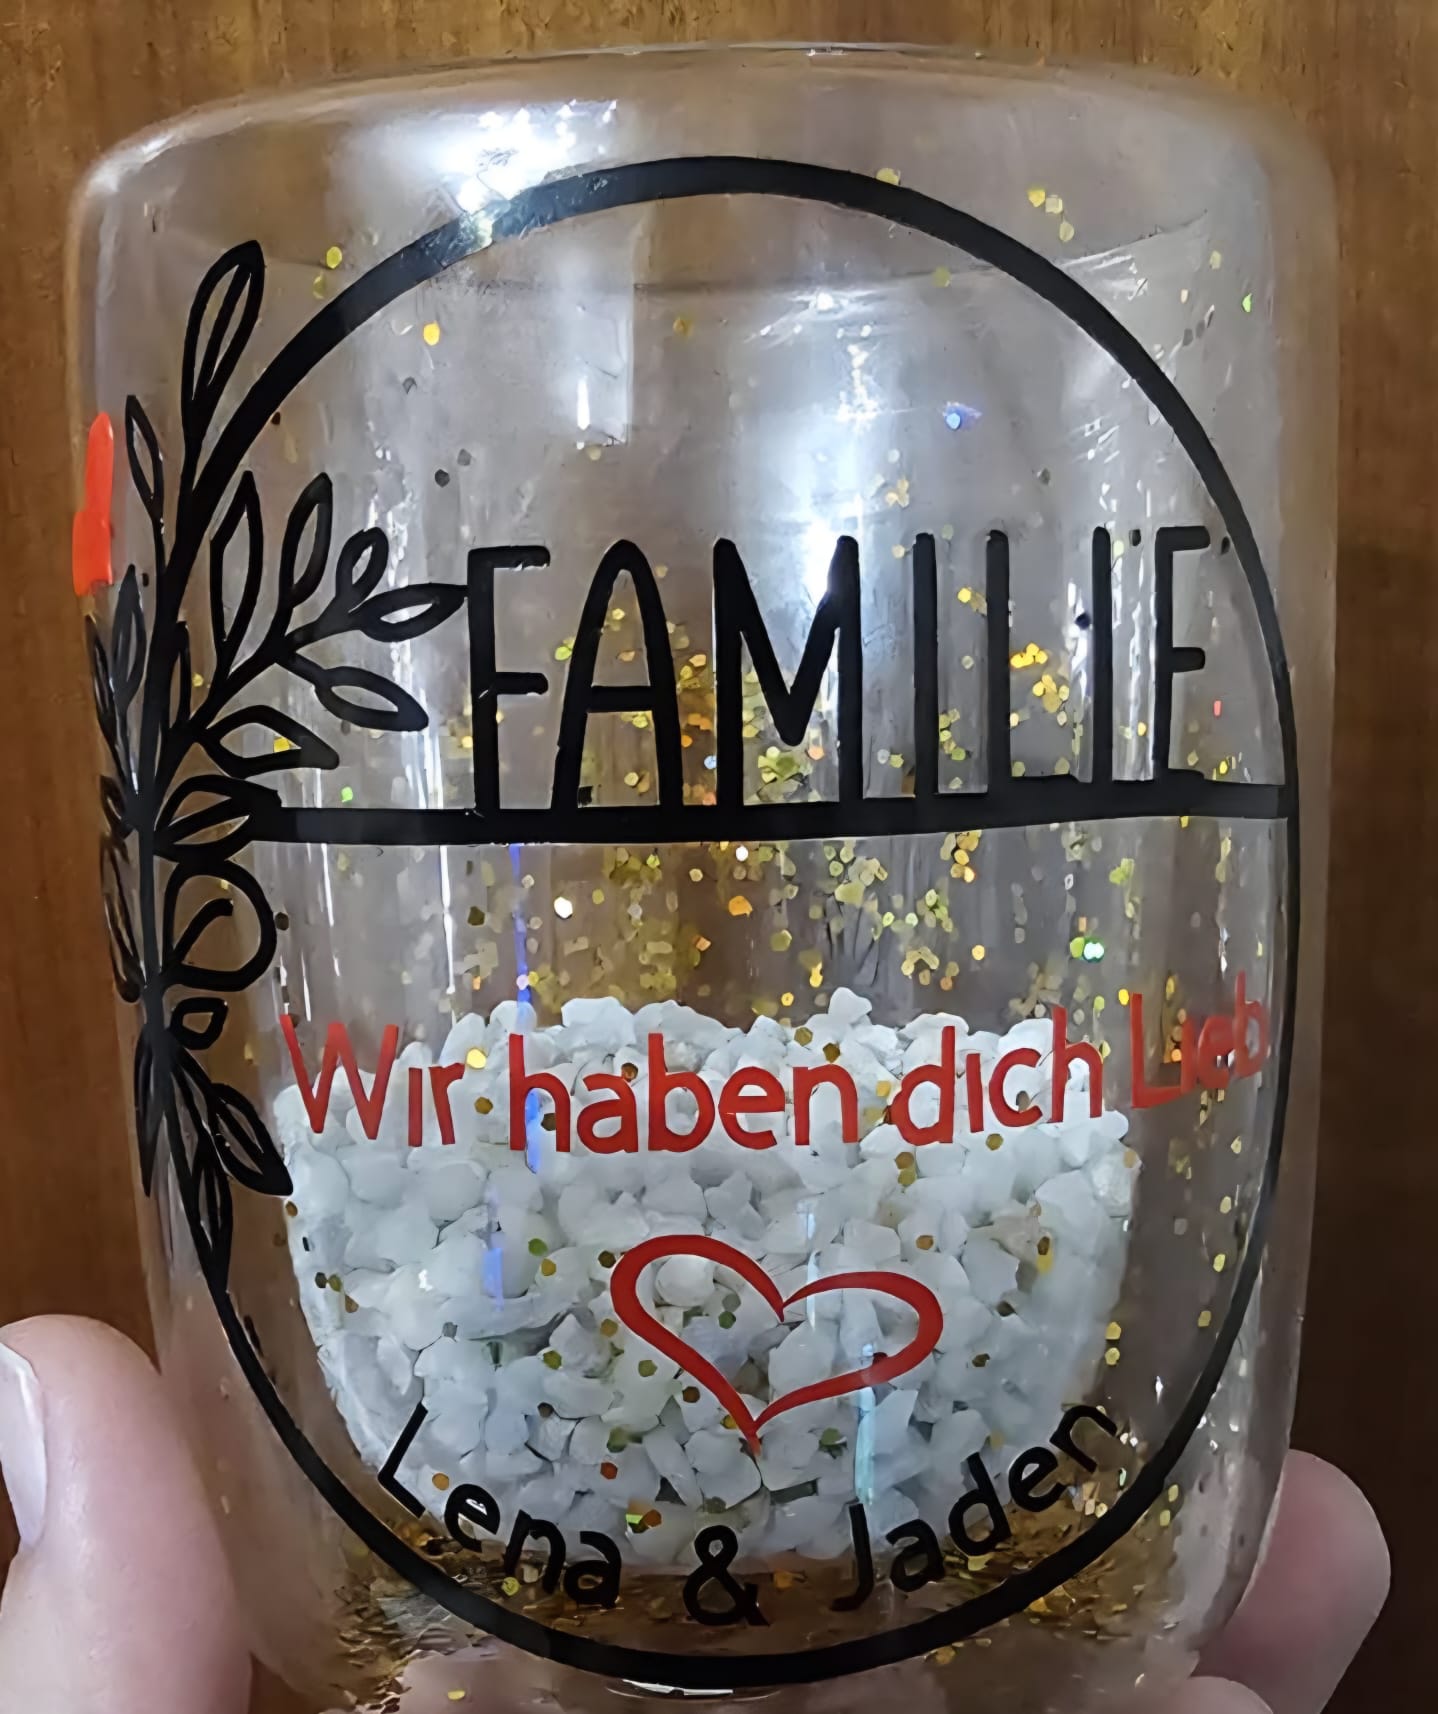 FAMILIE
Wir haben dich Lieb
Lena & Jaden